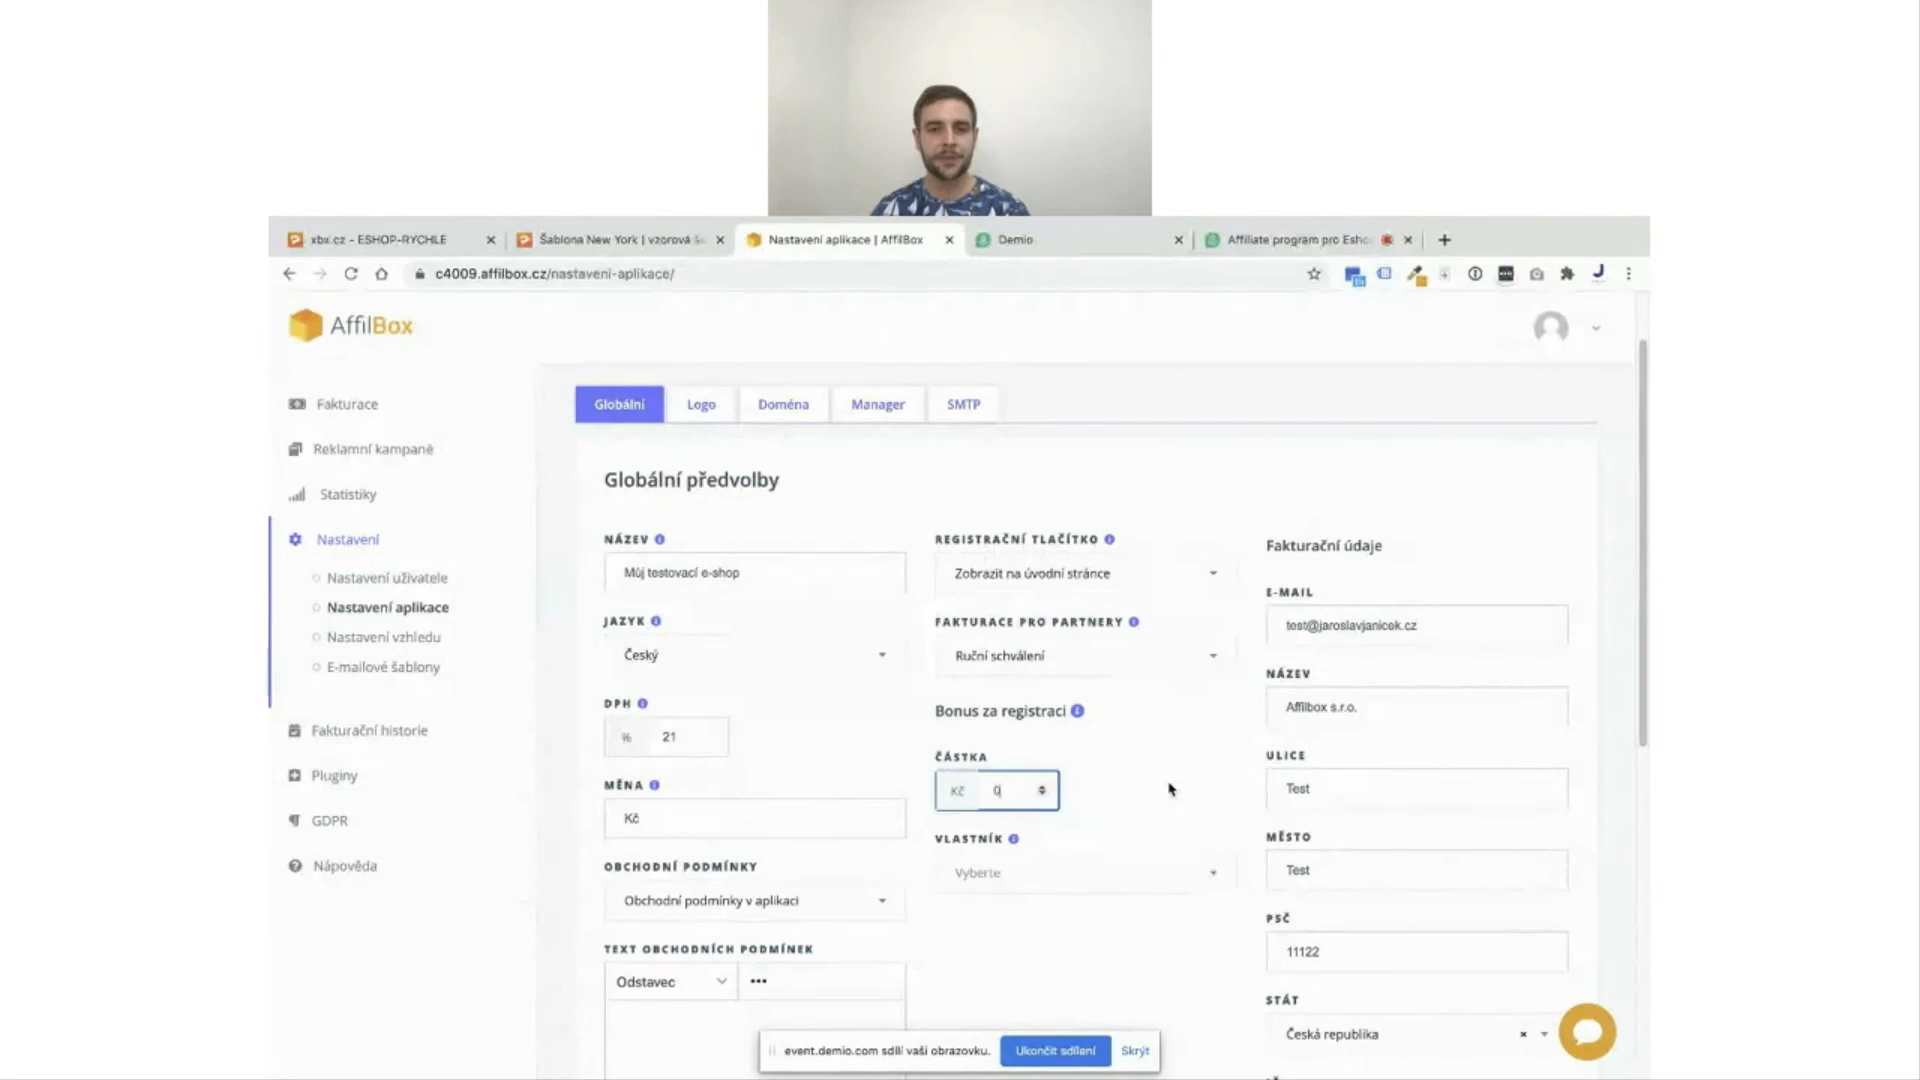 xbx.cz - ESHOP-RYCHLE
Šablona New York | vzorová
Nastavení aplikace | AffilBox
Demio
Affiliate program pro Esho
c4009.affilbox.cz/nastaveni-aplikace/
AffilBox
Fakturace
Reklamní kampaně
Statistiky
Nastavení
Nastavení uživatele
Nastavení aplikace
Nastavení vzhledu
E-mailové šablony
Fakturační historie
Pluginy
GDPR
Nápověda
Globální
Logo
Doména
Manager
SMTP
Globální předvolby
NÁZEV
Můj testovací e-shop
JAZYK
Český
DPH
% 21
MĚNA
Kč
OBCHODNÍ PODMÍNKY
Obchodní podmínky v aplikaci
TEXT OBCHODNÍCH PODMÍNEK
Odstavec
REGISTRAČNÍ TLAČÍTKO
Zobrazit na úvodní stránce
FAKTURACE PRO PARTNERY
Ruční schválení
Bonus za registraci
ČÁSTKA
Kč 0
VLASTNÍK
Vyberte
Fakturační údaje
E-MAIL
test@jaroslavjanicek.cz
NÁZEV
Affilbox s.r.o.
ULICE
Test
MĚSTO
Test
PSČ
11122
STÁT
Česká republika
event.demio.com sdílí vaši obrazovku.
Ukončit sdílení
Skrýt